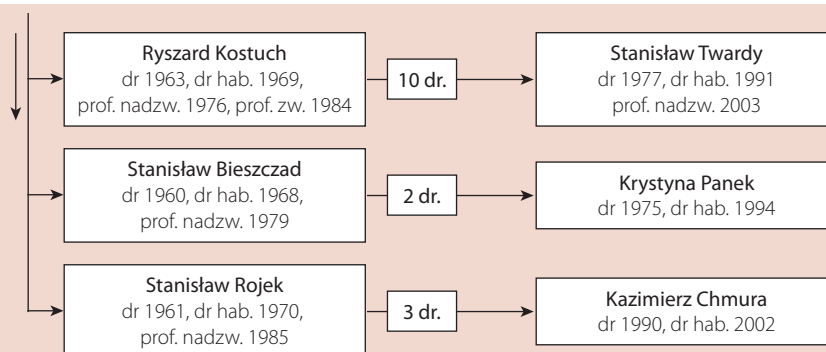 Ryszard Kostuch
dr 1963, dr hab. 1969,
prof. nadzw. 1976, prof. zw. 1984
10 dr.
Stanisław Twardy
dr 1977, dr hab. 1991
prof. nadzw. 2003
Stanisław Bieszczad
dr 1960, dr hab. 1968,
prof. nadzw. 1979
2 dr.
Krystyna Panek
dr 1975, dr hab. 1994
Stanisław Rojek
dr 1961, dr hab. 1970,
prof. nadzw. 1985
3 dr.
Kazimierz Chmura
dr 1990, dr hab. 2002